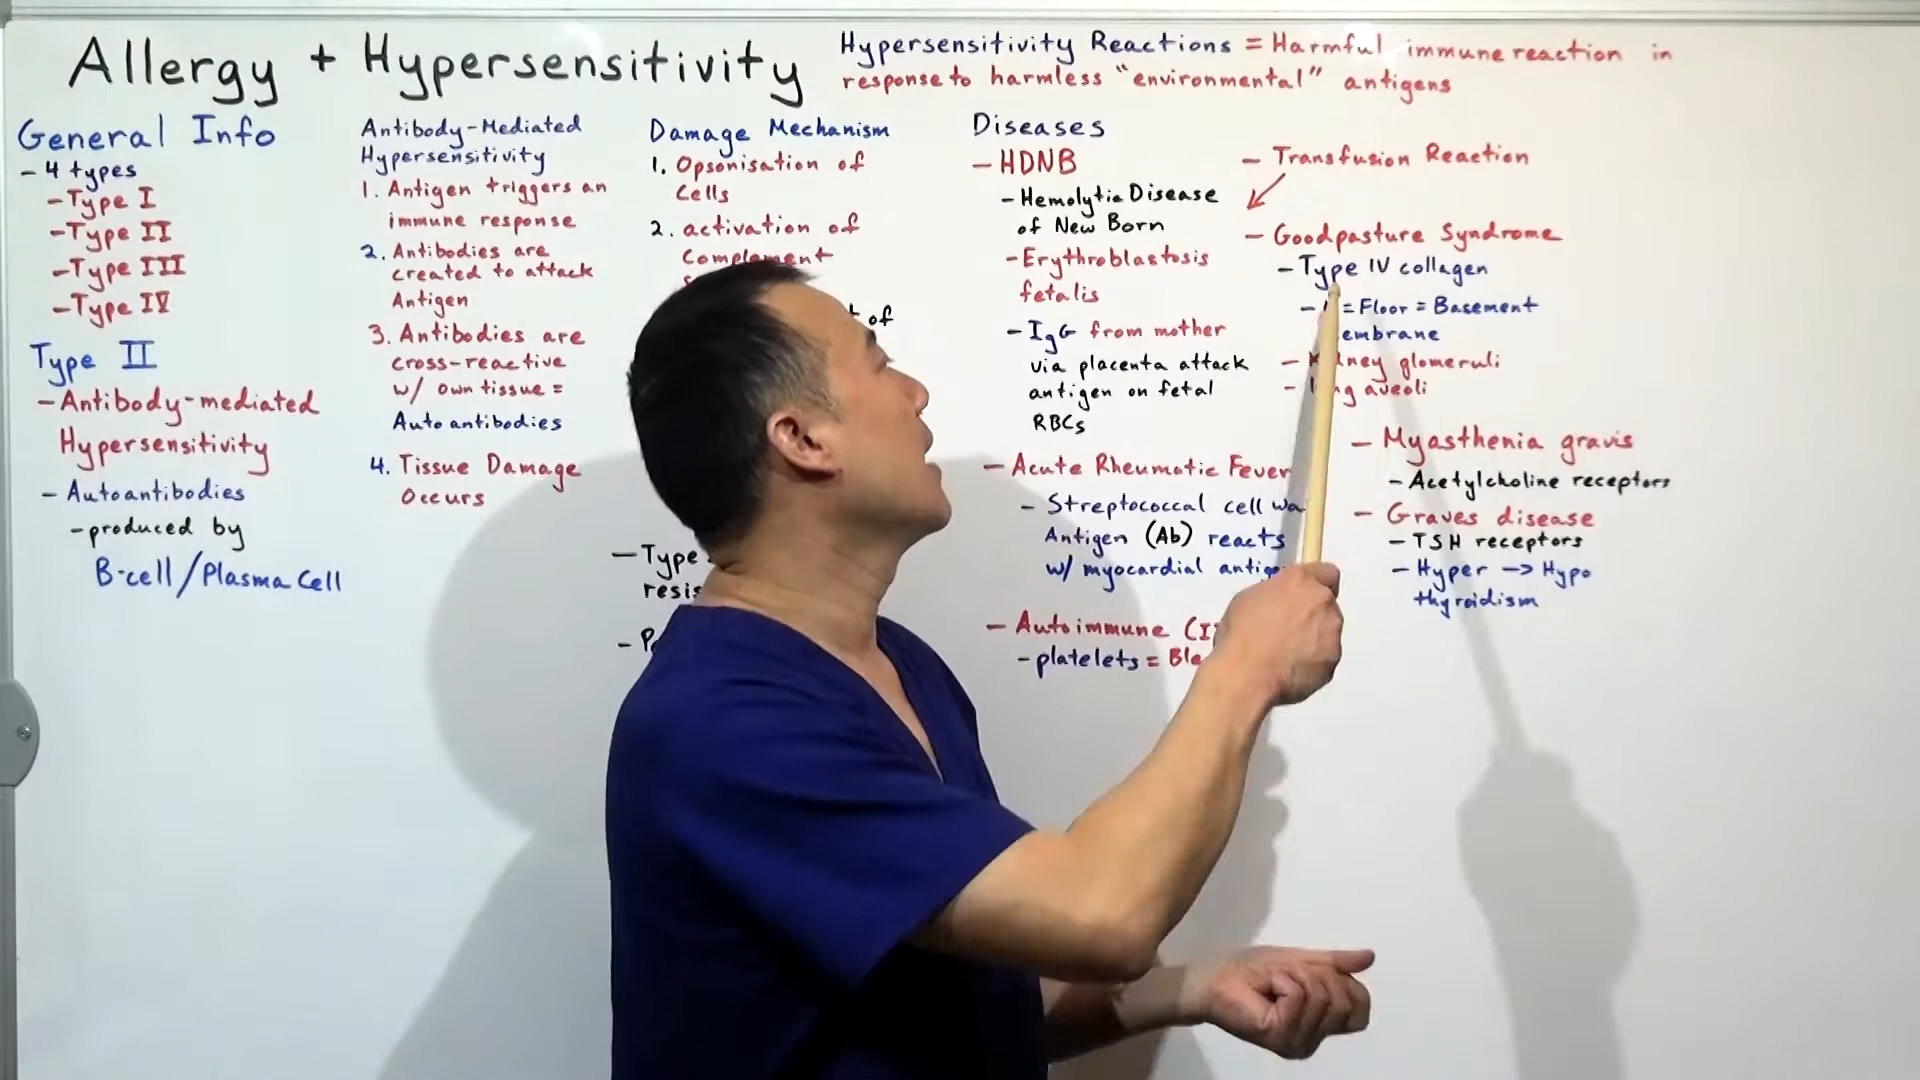 Allergy + Hypersensitivity
Hypersensitivity Reactions = Harmful immune reaction in
response to harmless "environmental" antigens
General Info
- 4 types
- Type I
- Type II
- Type III
- Type IV
Type II
- Antibody-mediated
Hypersensitivity
- Autoantibodies
- produced by
B-cell/Plasma Cell
Antibody-Mediated
Hypersensitivity
1. Antigen triggers an
immune response
2. Antibodies are
created to attack
Antigen
3. Antibodies are
cross-reactive
w/ own tissue =
Autoantibodies
4. Tissue Damage
Occurs
Damage Mechanism
1. Opsonisation of
Cells
2. activation of
Complement
of
- Type
Diseases
- HDNB
- Hemolytic Disease
of New Born
- Erythroblastosis
fetalis
- IgG from mother
via placenta attack
antigen on fetal
RBCs
- Acute Rheumatic Fever
- Streptococcal cell
Antigen (Ab) reacts
w/ myocardial
- Autoimmune
- platelets =
- Transfusion Reaction
- Goodpasture Syndrome
- Type IV collagen
= Floor = Basement
- glomeruli
- aveoli
- Myasthenia gravis
- Acetylcholine receptors
- Graves disease
- TSH receptors
- Hyper -> Hypo
thyroidism